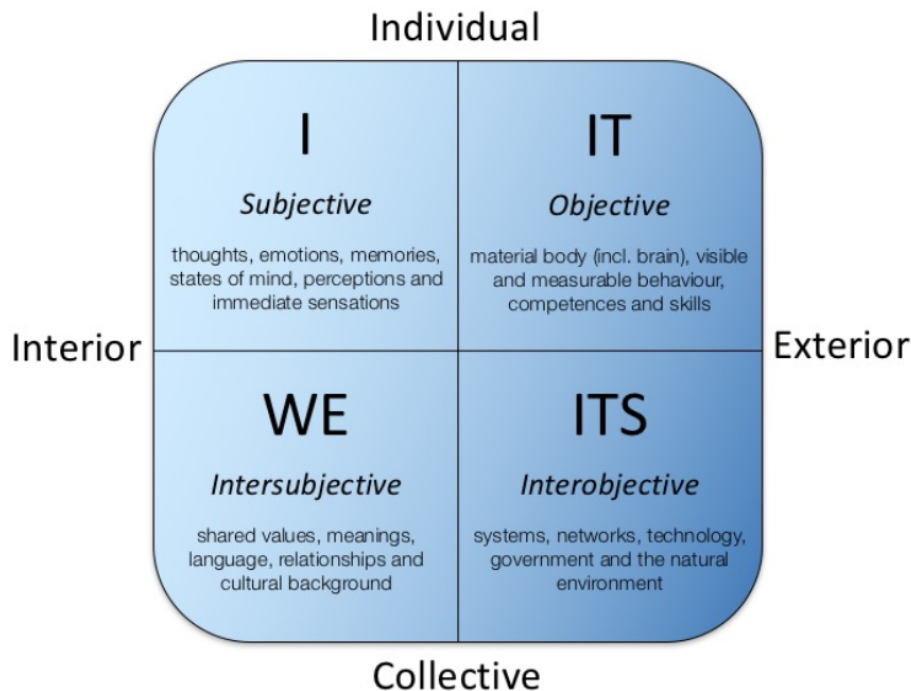 Individual
I
Subjective
thoughts, emotions, memories,
states of mind, perceptions and
immediate sensations
IT
Objective
material body (incl. brain), visible
and measurable behaviour,
competences and skills
Interior
Exterior
WE
Intersubjective
shared values, meanings,
language, relationships and
cultural background
ITS
Interobjective
systems, networks, technology,
government and the natural
environment
Collective